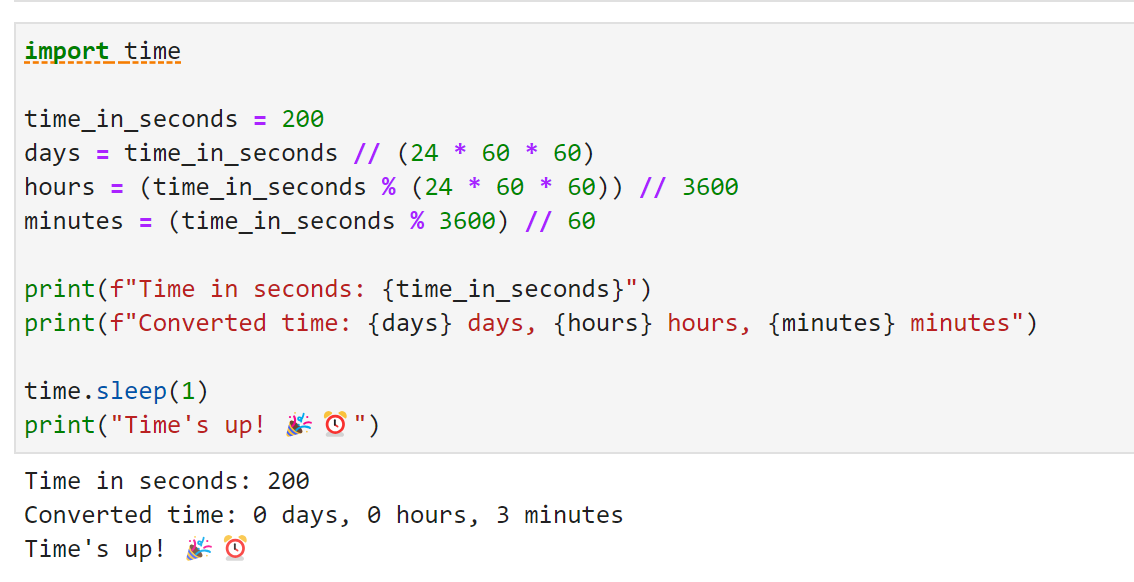 import time
time_in_seconds = 200
days = time_in_seconds // (24 * 60 * 60)
hours = (time_in_seconds % (24 * 60 * 60)) // 3600
minutes = (time_in_seconds % 3600) // 60
print(f"Time in seconds: {time_in_seconds}")
print(f"Converted time: {days} days, {hours} hours, {minutes} minutes")
time.sleep(1)
print("Time's up! 🎉⏰")
Time in seconds: 200
Converted time: 0 days, 0 hours, 3 minutes
Time's up! 🎉⏰